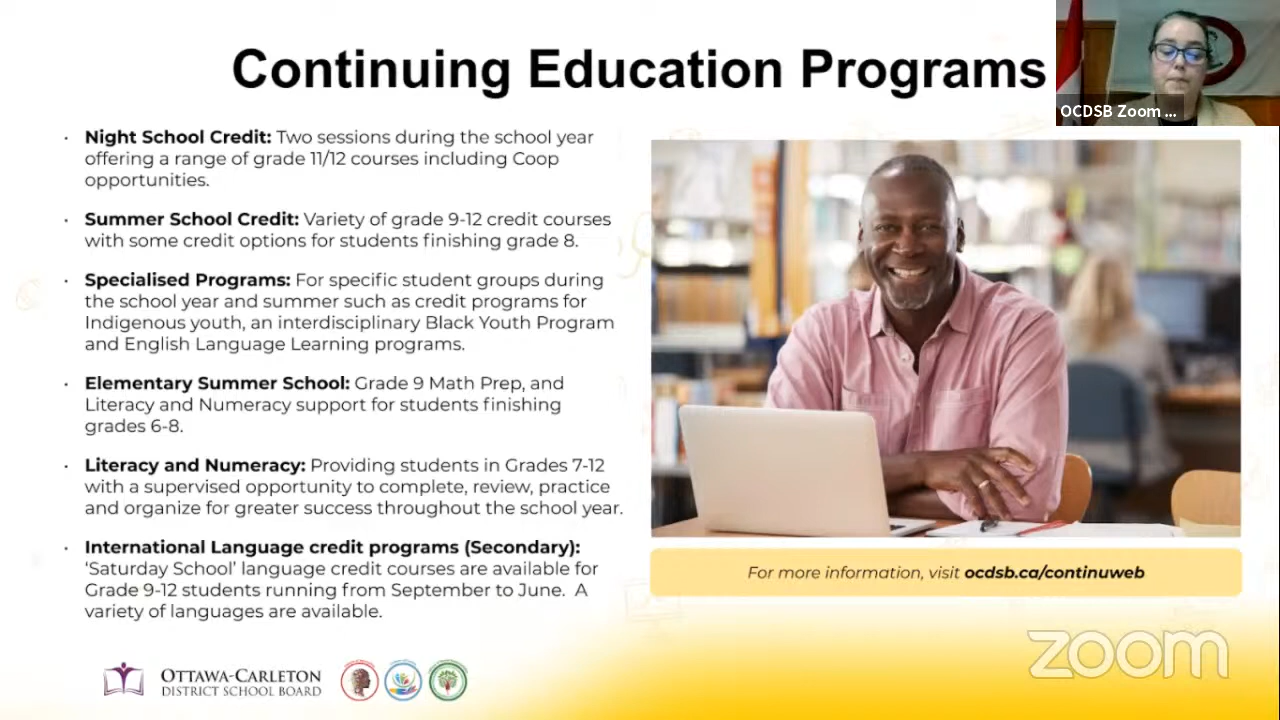 Continuing Education Programs
OCDSB Zoom ...
· Night School Credit: Two sessions during the school year
offering a range of grade 11/12 courses including Coop
opportunities.
· Summer School Credit: Variety of grade 9-12 credit courses
with some credit options for students finishing grade 8.
· Specialised Programs: For specific student groups during
the school year and summer such as credit programs for
Indigenous youth, an interdisciplinary Black Youth Program
and English Language Learning programs.
· Elementary Summer School: Grade 9 Math Prep, and
Literacy and Numeracy support for students finishing
grades 6-8.
· Literacy and Numeracy: Providing students in Grades 7-12
with a supervised opportunity to complete, review, practice
and organize for greater success throughout the school year.
· International Language credit programs (Secondary):
‘Saturday School’ language credit courses are available for
Grade 9-12 students running from September to June. A
variety of languages are available.
For more information, visit ocdsb.ca/continuweb
OTTAWA-CARLETON
DISTRICT SCHOOL BOARD
zoom